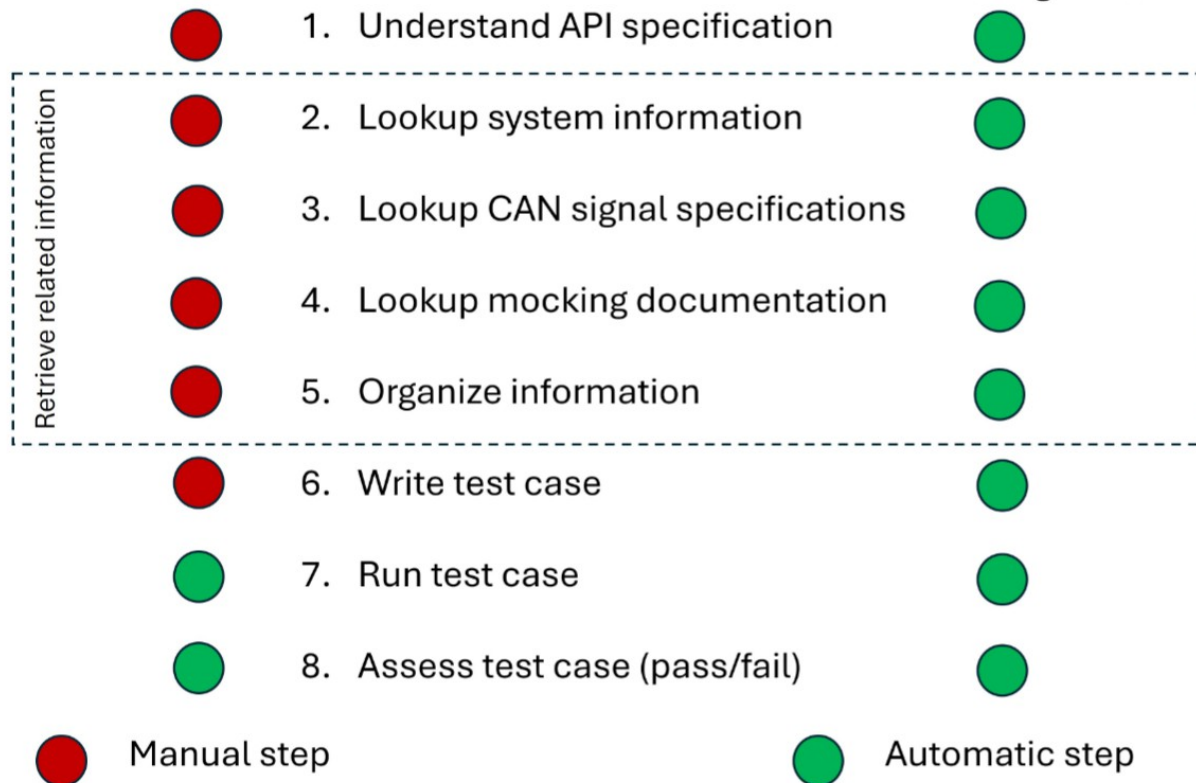 1. Understand API specification
Retrieve related information
2. Lookup system information
3. Lookup CAN signal specifications
4. Lookup mocking documentation
5. Organize information
6. Write test case
7. Run test case
8. Assess test case (pass/fail)
Manual step
Automatic step